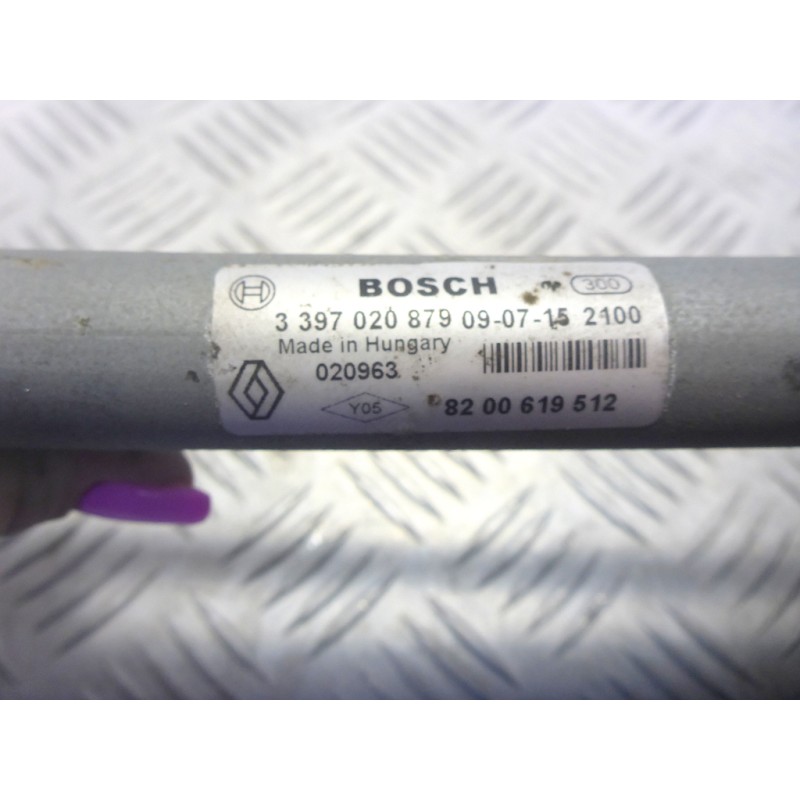 BOSCH 300
3 397 020 879 09-07-15 2100
Made in Hungary
020963
Y05 82 00 619 512